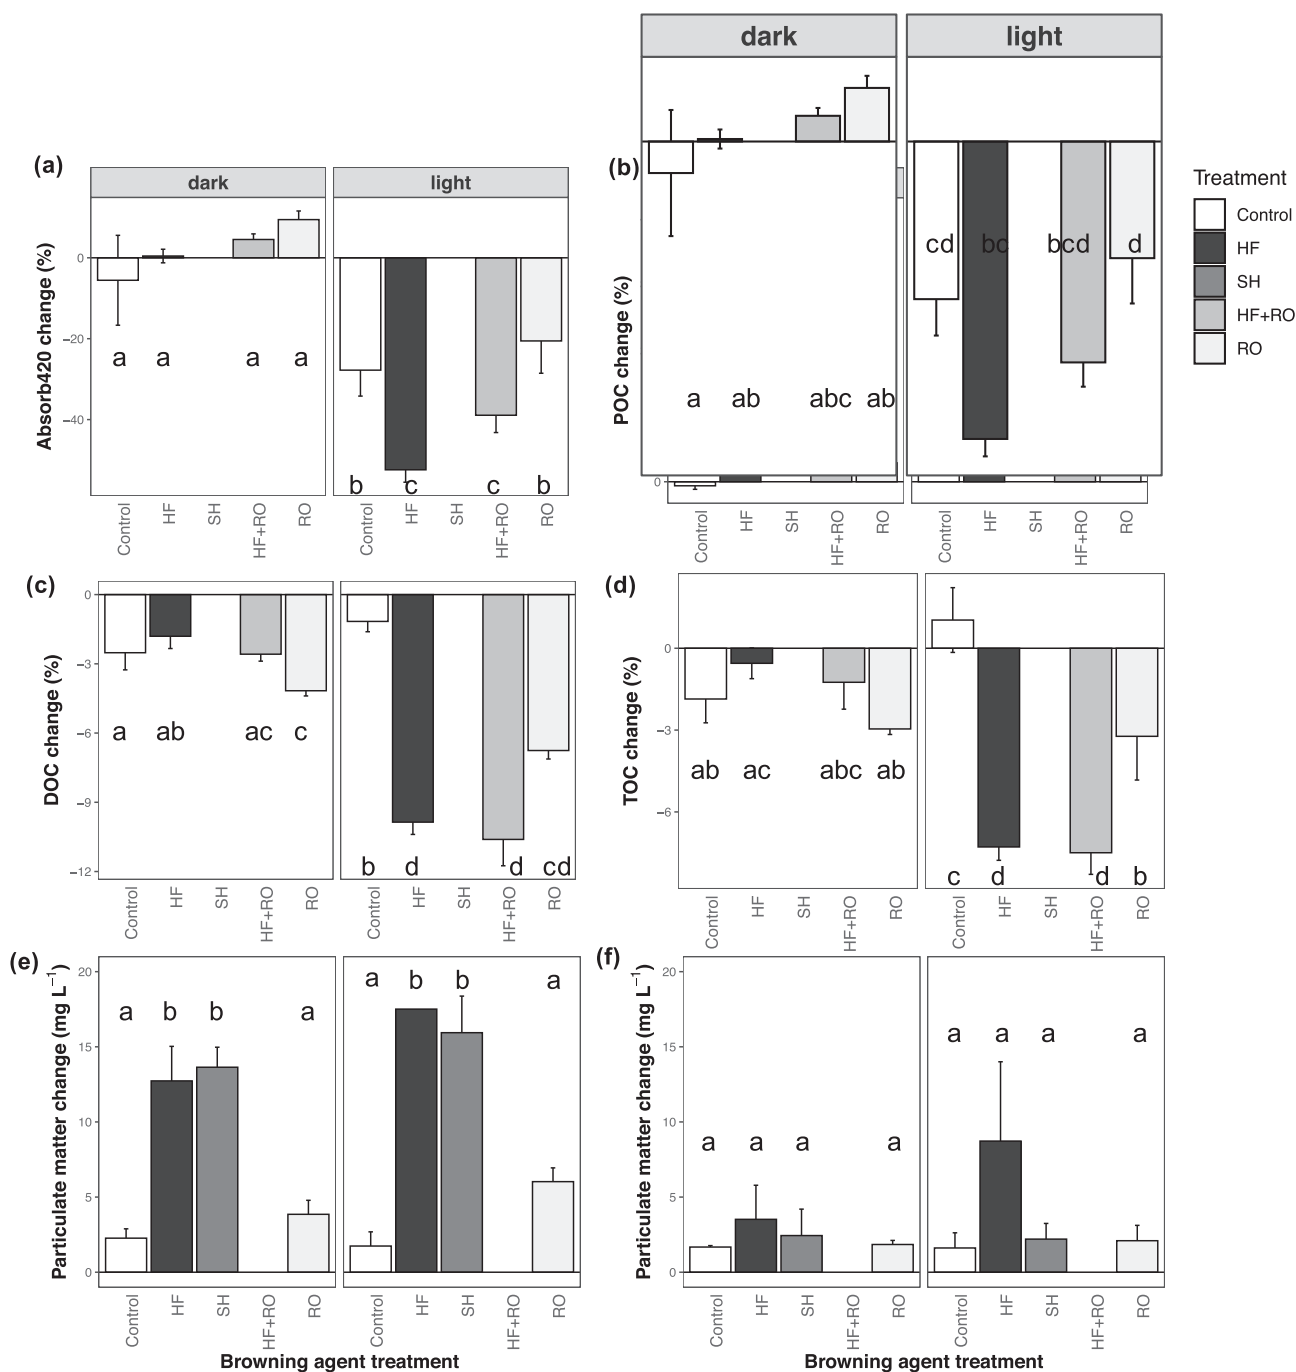 (a)
dark
light
Absorb420 change (%)
0
−20
−40
a a a a
b c c b
Control HF SH HF+RO RO
Control HF SH HF+RO RO
(b)
dark
light
POC change (%)
cd bc bcd d
a ab abc ab
0
Control HF SH HF+RO RO
Control HF SH HF+RO RO
Treatment
Control
HF
SH
HF+RO
RO
(c)
DOC change (%)
0
−3
−6
−9
−12
a ab ac c
b d d cd
Control HF SH HF+RO RO
Control HF SH HF+RO RO
(d)
TOC change (%)
0
−3
−6
ab ac abc ab
c d d b
Control HF SH HF+RO RO
Control HF SH HF+RO RO
(e)
Particulate matter change (mg L−1)
20
15
10
5
0
a b b a
a b b a
Control HF SH HF+RO RO
Control HF SH HF+RO RO
Browning agent treatment
(f)
Particulate matter change (mg L−1)
20
15
10
5
0
a a a a
a a a a
Control HF SH HF+RO RO
Control HF SH HF+RO RO
Browning agent treatment